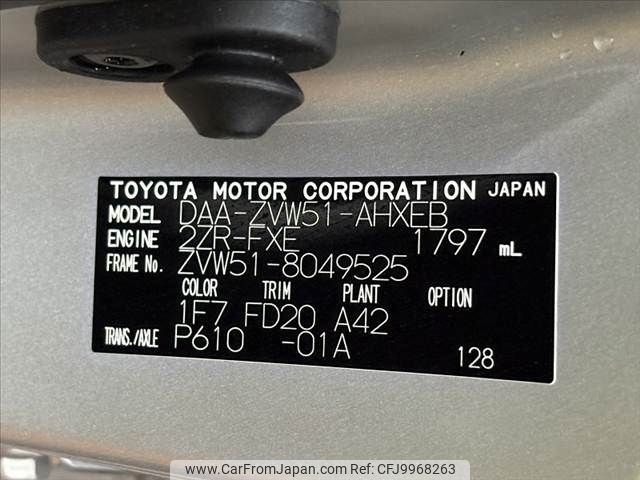 TOYOTA MOTOR CORPORATION JAPAN
MODEL DAA-ZVW51-AHXEB
ENGINE 2ZR-FXE 1797 mL
FRAME No. ZVW51-8049525
COLOR TRIM PLANT OPTION
1F7 FD20 A42
TRANS./AXLE P610 -01A
128
www.CarFromJapan.com | ID:CFJ9968263